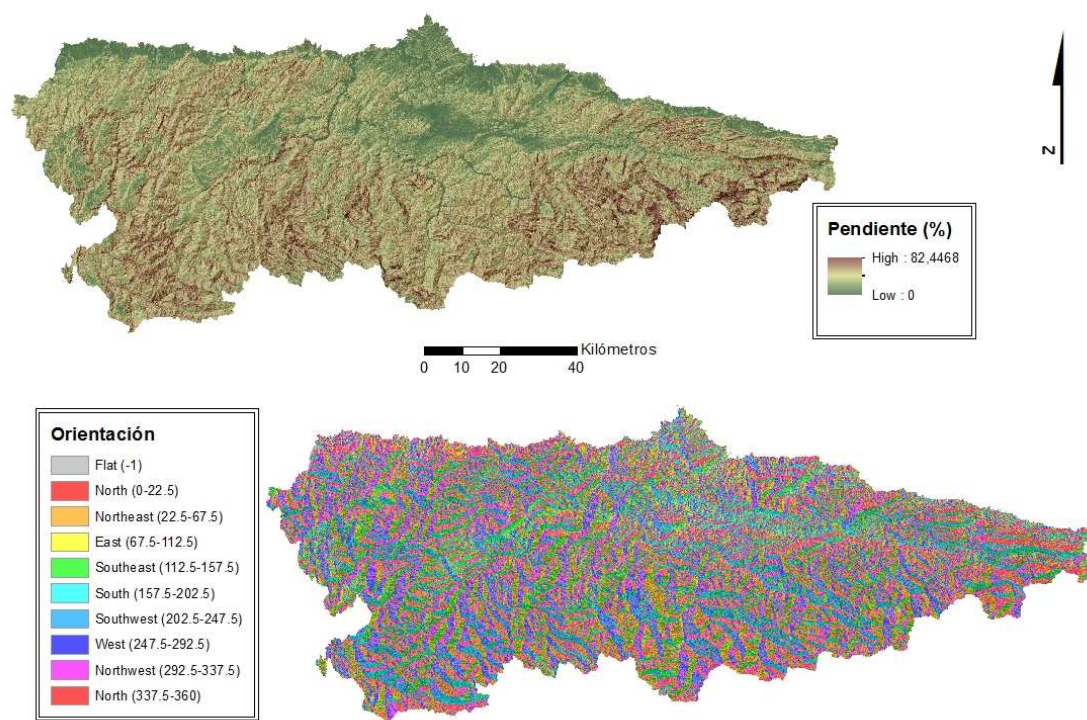 N
Pendiente (%)
High : 82,4468
Low : 0
Kilómetros
0 10 20 40
Orientación
Flat (-1)
North (0-22.5)
Northeast (22.5-67.5)
East (67.5-112.5)
Southeast (112.5-157.5)
South (157.5-202.5)
Southwest (202.5-247.5)
West (247.5-292.5)
Northwest (292.5-337.5)
North (337.5-360)